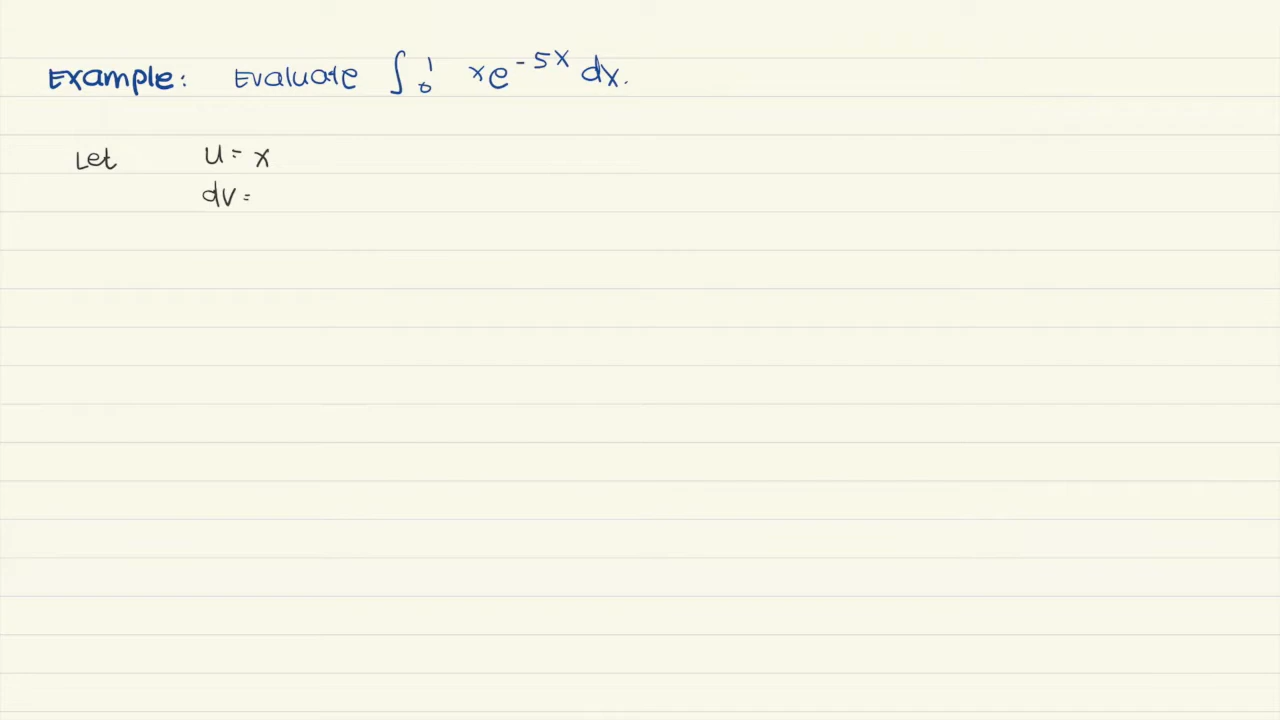 Example: Evaluate ∫₀¹ xe⁻⁵ˣ dx.
Let u = x
dv =